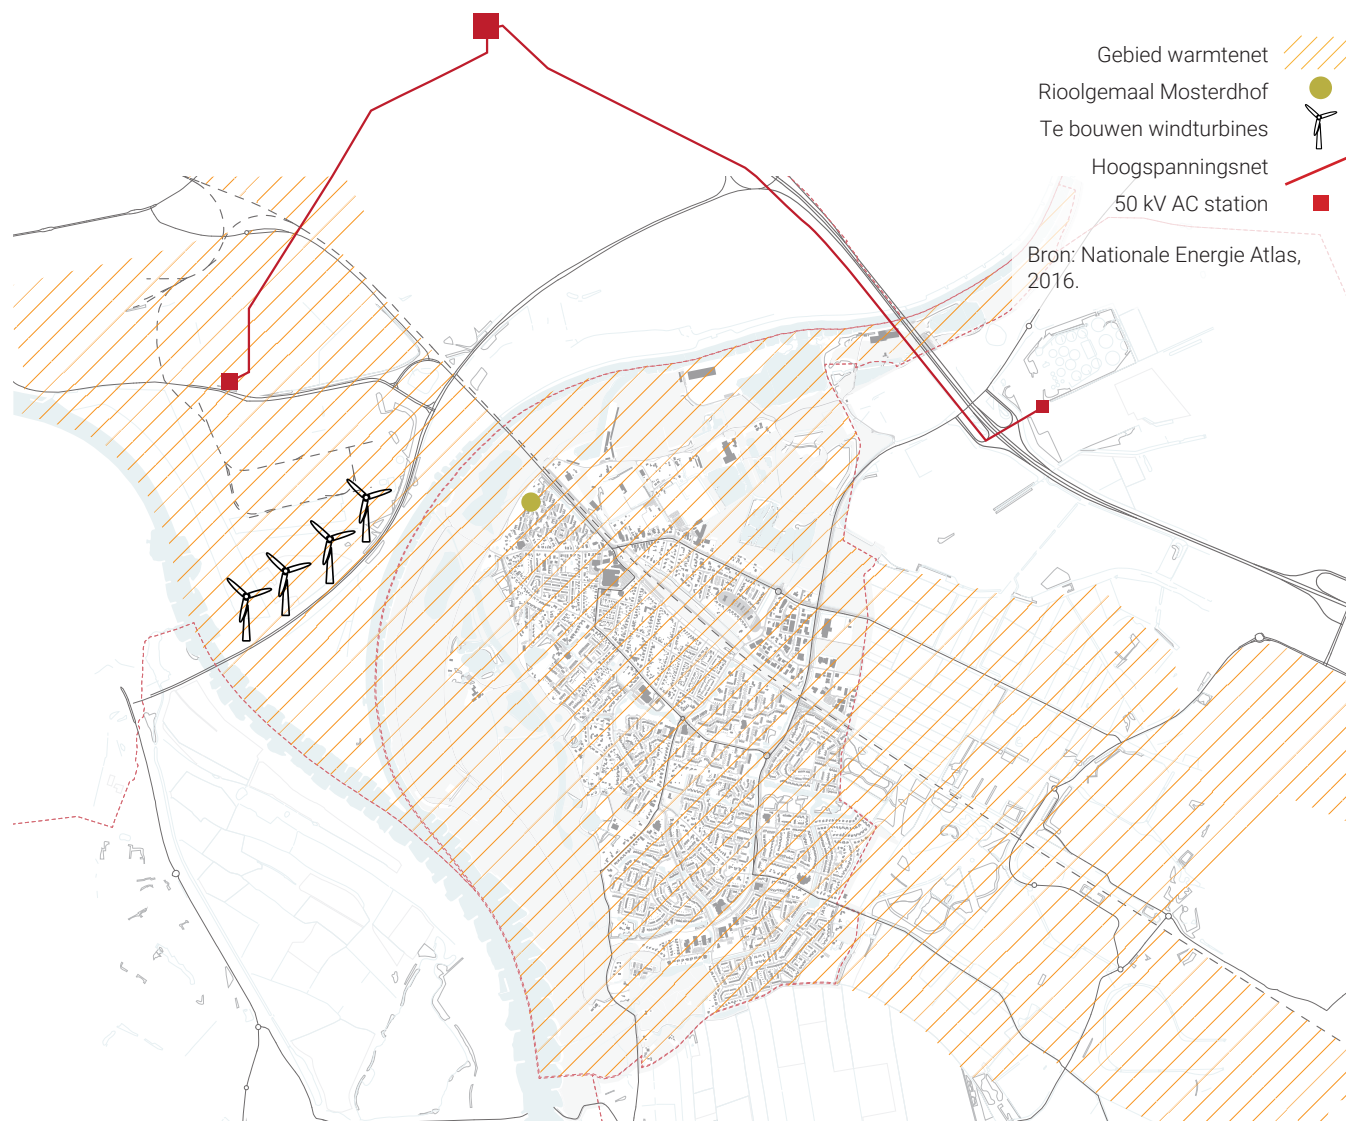 Gebied warmtenet
Rioolgemaal Mosterdhof
Te bouwen windturbines
Hoogspanningsnet
50 kV AC station
Bron: Nationale Energie Atlas,
2016.